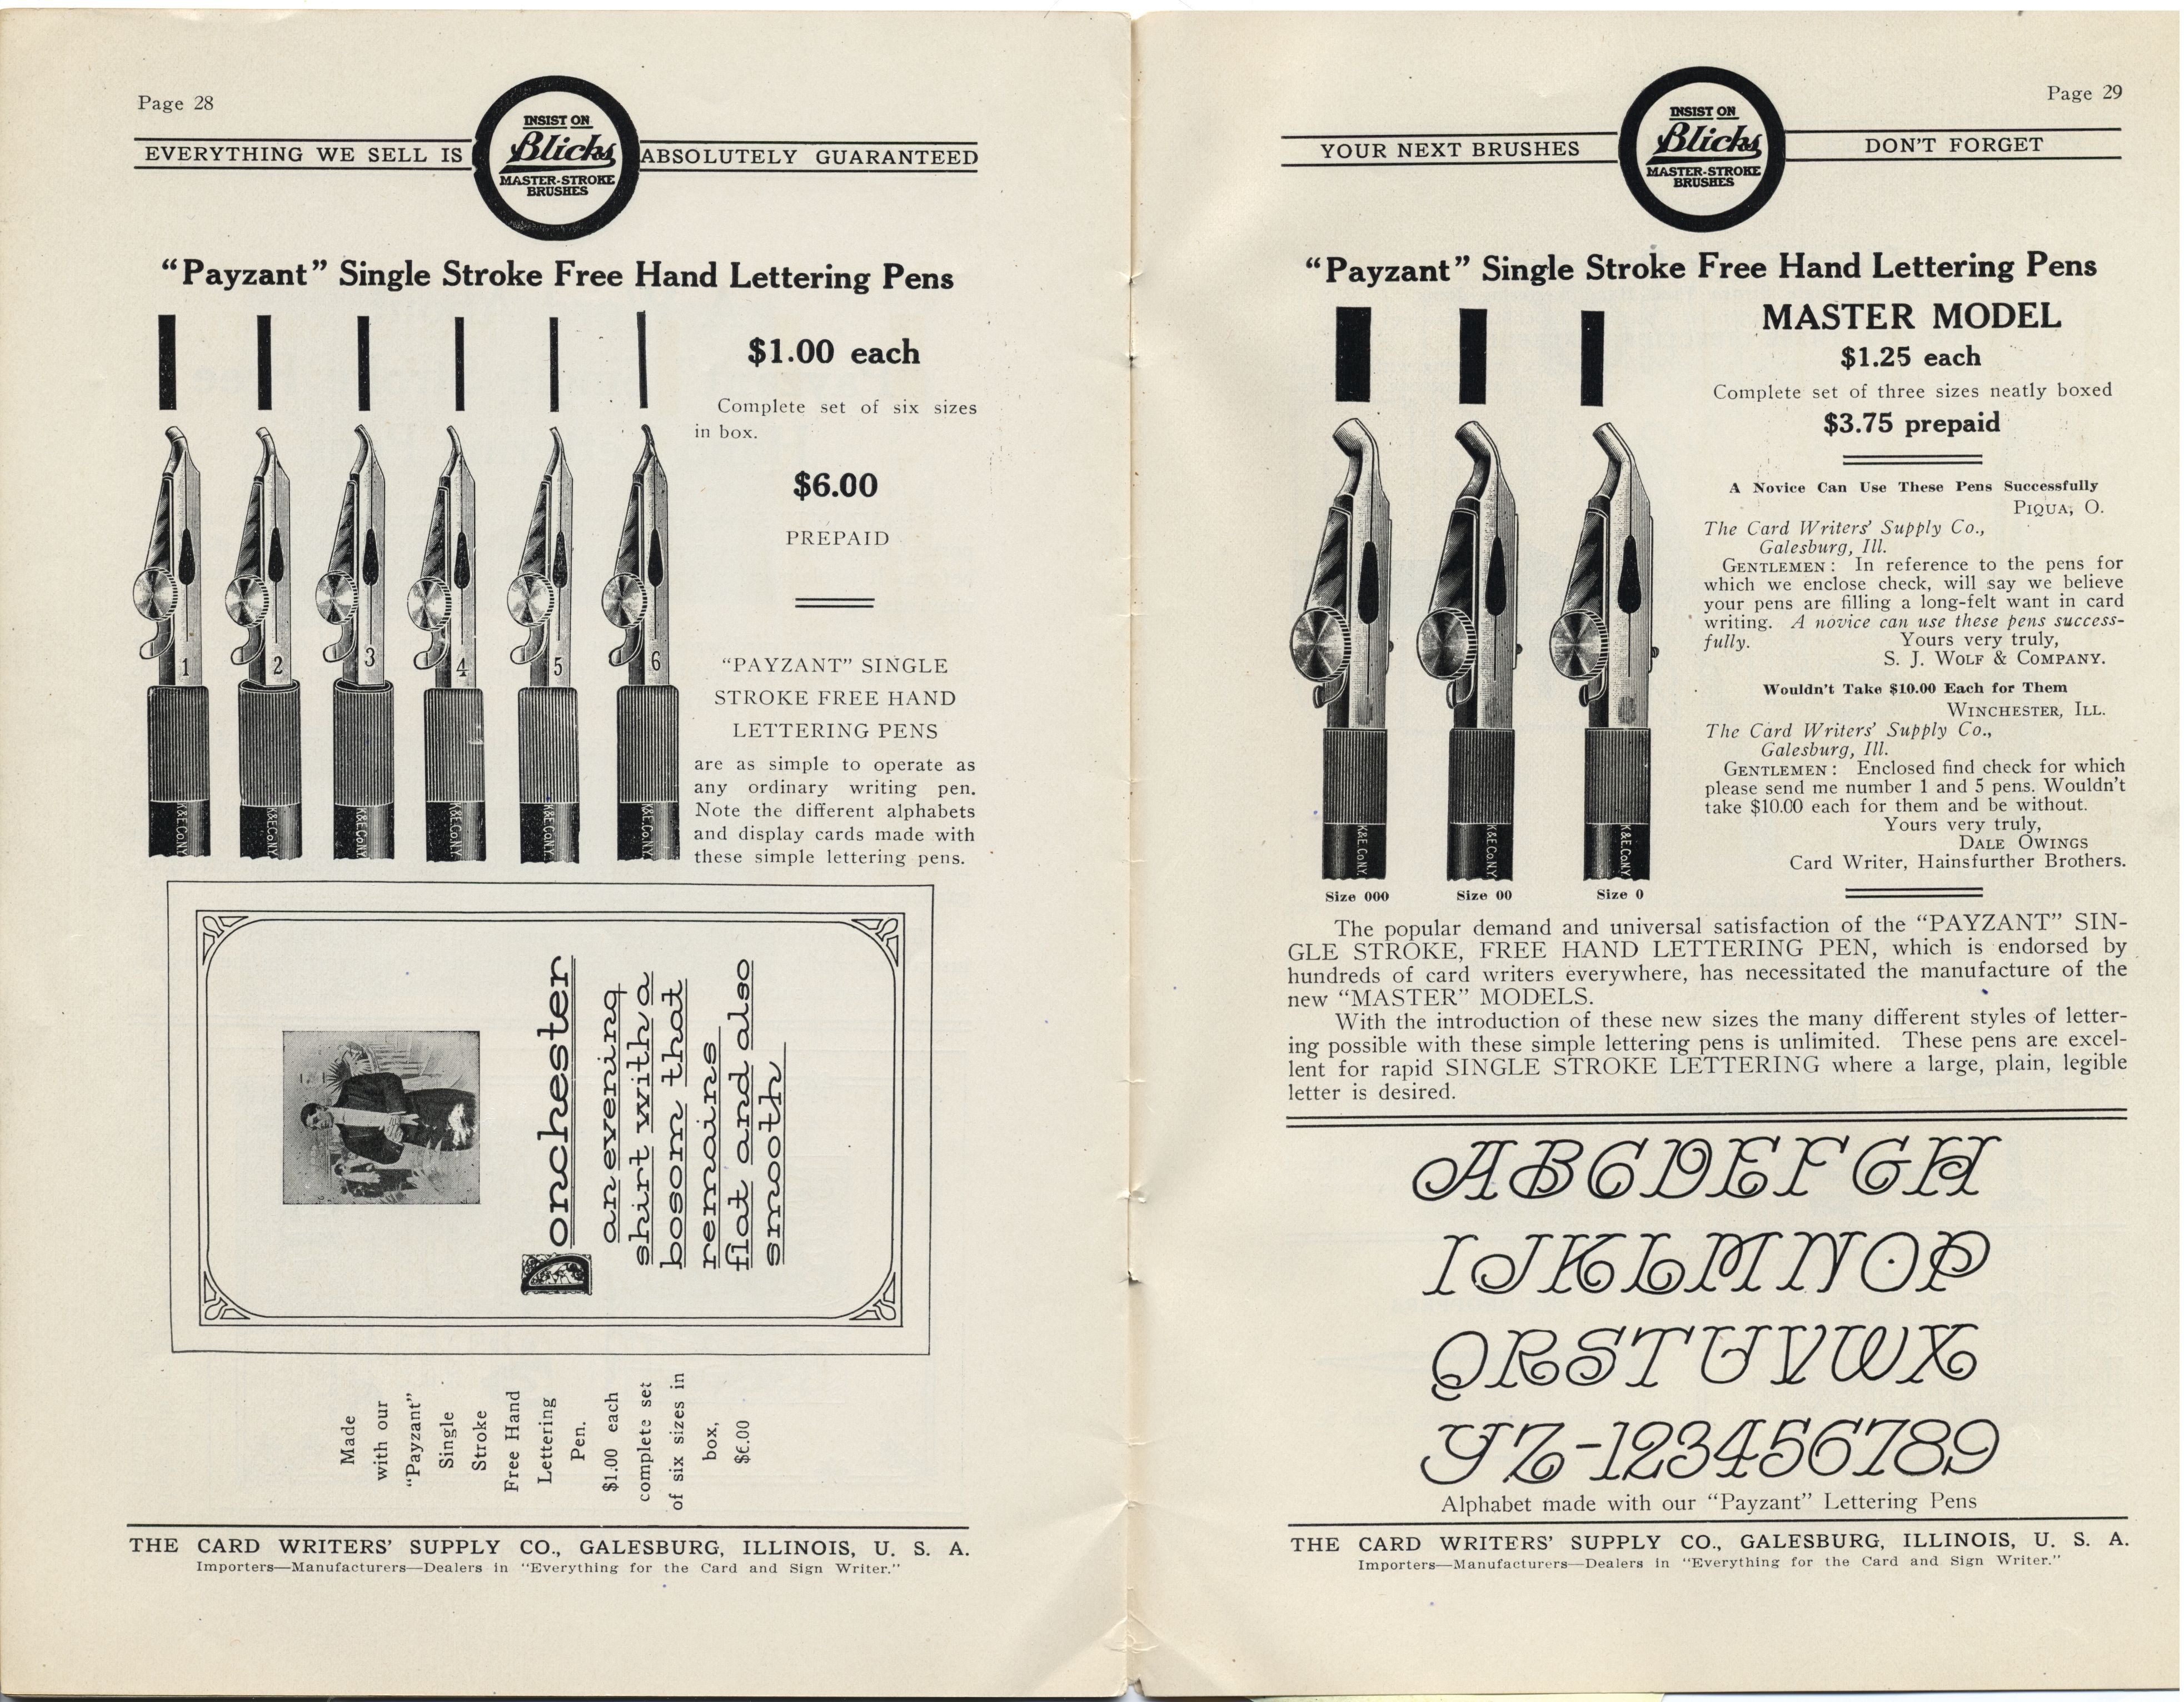 Page 28
EVERYTHING WE SELL IS
INSIST ON
Blicks
MASTER-STROKE
BRUSHES
ABSOLUTELY GUARANTEED
“Payzant” Single Stroke Free Hand Lettering Pens
$1.00 each
Complete set of six sizes
in box.
$6.00
PREPAID
1 2 3 4 5 6
“PAYZANT” SINGLE
STROKE FREE HAND
LETTERING PENS
are as simple to operate as
any ordinary writing pen.
Note the different alphabets
and display cards made with
these simple lettering pens.
K&E.Co.N.Y. K&E.Co.N.Y. K&E.Co.N.Y. K&E.Co.N.Y. K&E.Co.N.Y. K&E.Co.N.Y.
Donchester
an evening
shirt with a
bosom that
remains
flat and also
smooth
Made
with our
“Payzant”
Single
Stroke
Free Hand
Lettering
Pen.
$1.00 each
complete set
of six sizes in
box,
$6.00
THE CARD WRITERS’ SUPPLY CO., GALESBURG, ILLINOIS, U. S. A.
Importers—Manufacturers—Dealers in “Everything for the Card and Sign Writer.”
Page 29
YOUR NEXT BRUSHES
INSIST ON
Blicks
MASTER-STROKE
BRUSHES
DON’T FORGET
“Payzant” Single Stroke Free Hand Lettering Pens
MASTER MODEL
$1.25 each
Complete set of three sizes neatly boxed
$3.75 prepaid
A Novice Can Use These Pens Successfully
PIQUA, O.
The Card Writers’ Supply Co.,
Galesburg, Ill.
GENTLEMEN: In reference to the pens for
which we enclose check, will say we believe
your pens are filling a long-felt want in card
writing. A novice can use these pens success-
fully. Yours very truly,
S. J. WOLF & COMPANY.
Wouldn’t Take $10.00 Each for Them
WINCHESTER, ILL.
The Card Writers’ Supply Co.,
Galesburg, Ill.
GENTLEMEN: Enclosed find check for which
please send me number 1 and 5 pens. Wouldn’t
take $10.00 each for them and be without.
Yours very truly,
DALE OWINGS
Card Writer, Hainsfurther Brothers.
K&E.Co.N.Y. K&E.Co.N.Y. K&E.Co.N.Y.
Size 000 Size 00 Size 0
The popular demand and universal satisfaction of the “PAYZANT” SIN-
GLE STROKE, FREE HAND LETTERING PEN, which is endorsed by
hundreds of card writers everywhere, has necessitated the manufacture of the
new “MASTER” MODELS.
With the introduction of these new sizes the many different styles of letter-
ing possible with these simple lettering pens is unlimited. These pens are excel-
lent for rapid SINGLE STROKE LETTERING where a large, plain, legible
letter is desired.
ABCDEFGH
IJKLMNOP
QRSTUVWX
YZ-123456789
Alphabet made with our “Payzant” Lettering Pens
THE CARD WRITERS’ SUPPLY CO., GALESBURG, ILLINOIS, U. S. A.
Importers—Manufacturers—Dealers in “Everything for the Card and Sign Writer.”